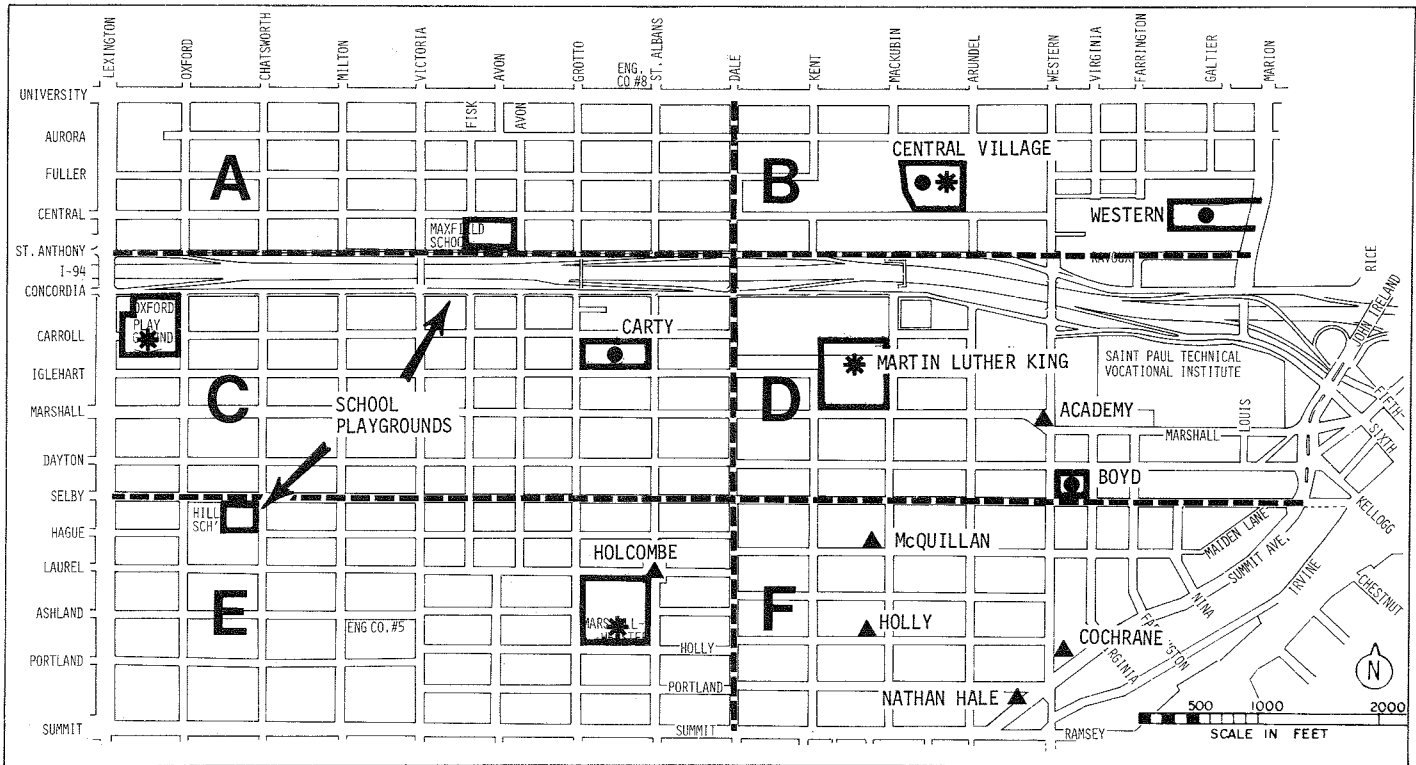 LEXINGTON
OXFORD
CHATSWORTH
MILTON
VICTORIA
AVON
GROTTO
ENG.
CO #8
ST. ALBANS
DALE
KENT
MACKUBIN
ARUNDEL
WESTERN
VIRGINIA
FARRINGTON
GALTIER
MARION
UNIVERSITY
FISK
AVON
AURORA
CENTRAL VILLAGE
FULLER
A
B
CENTRAL
WESTERN
MAXFIELD
SCHOO
ST. ANTHONY
I-94
CONCORDIA
RAVOUX
RICE
JOHN IRELAND
OXFORD
PLAY
GROUND
CARROLL
CARTY
MARTIN LUTHER KING
SAINT PAUL TECHNICAL
VOCATIONAL INSTITUTE
IGLEHART
C
D
SCHOOL
PLAYGROUNDS
FIFTH
MARSHALL
ACADEMY
LOUIS
SIXTH
MARSHALL
DAYTON
BOYD
SELBY
KELLOGG
HILL
SCH'
HAGUE
McQUILLAN
MAIDEN LANE
SUMMIT AVE.
HOLCOMBE
LAUREL
IRVINE
CHESTNUT
E
F
NINA
ASHLAND
ENG CO. #5
HOLLY
HOLLY
COCHRANE
VIRGINIA
PORTLAND
PORTLAND
NATHAN HALE
N
500 1000 2000
SCALE IN FEET
SUMMIT
SUMMIT
RAMSEY